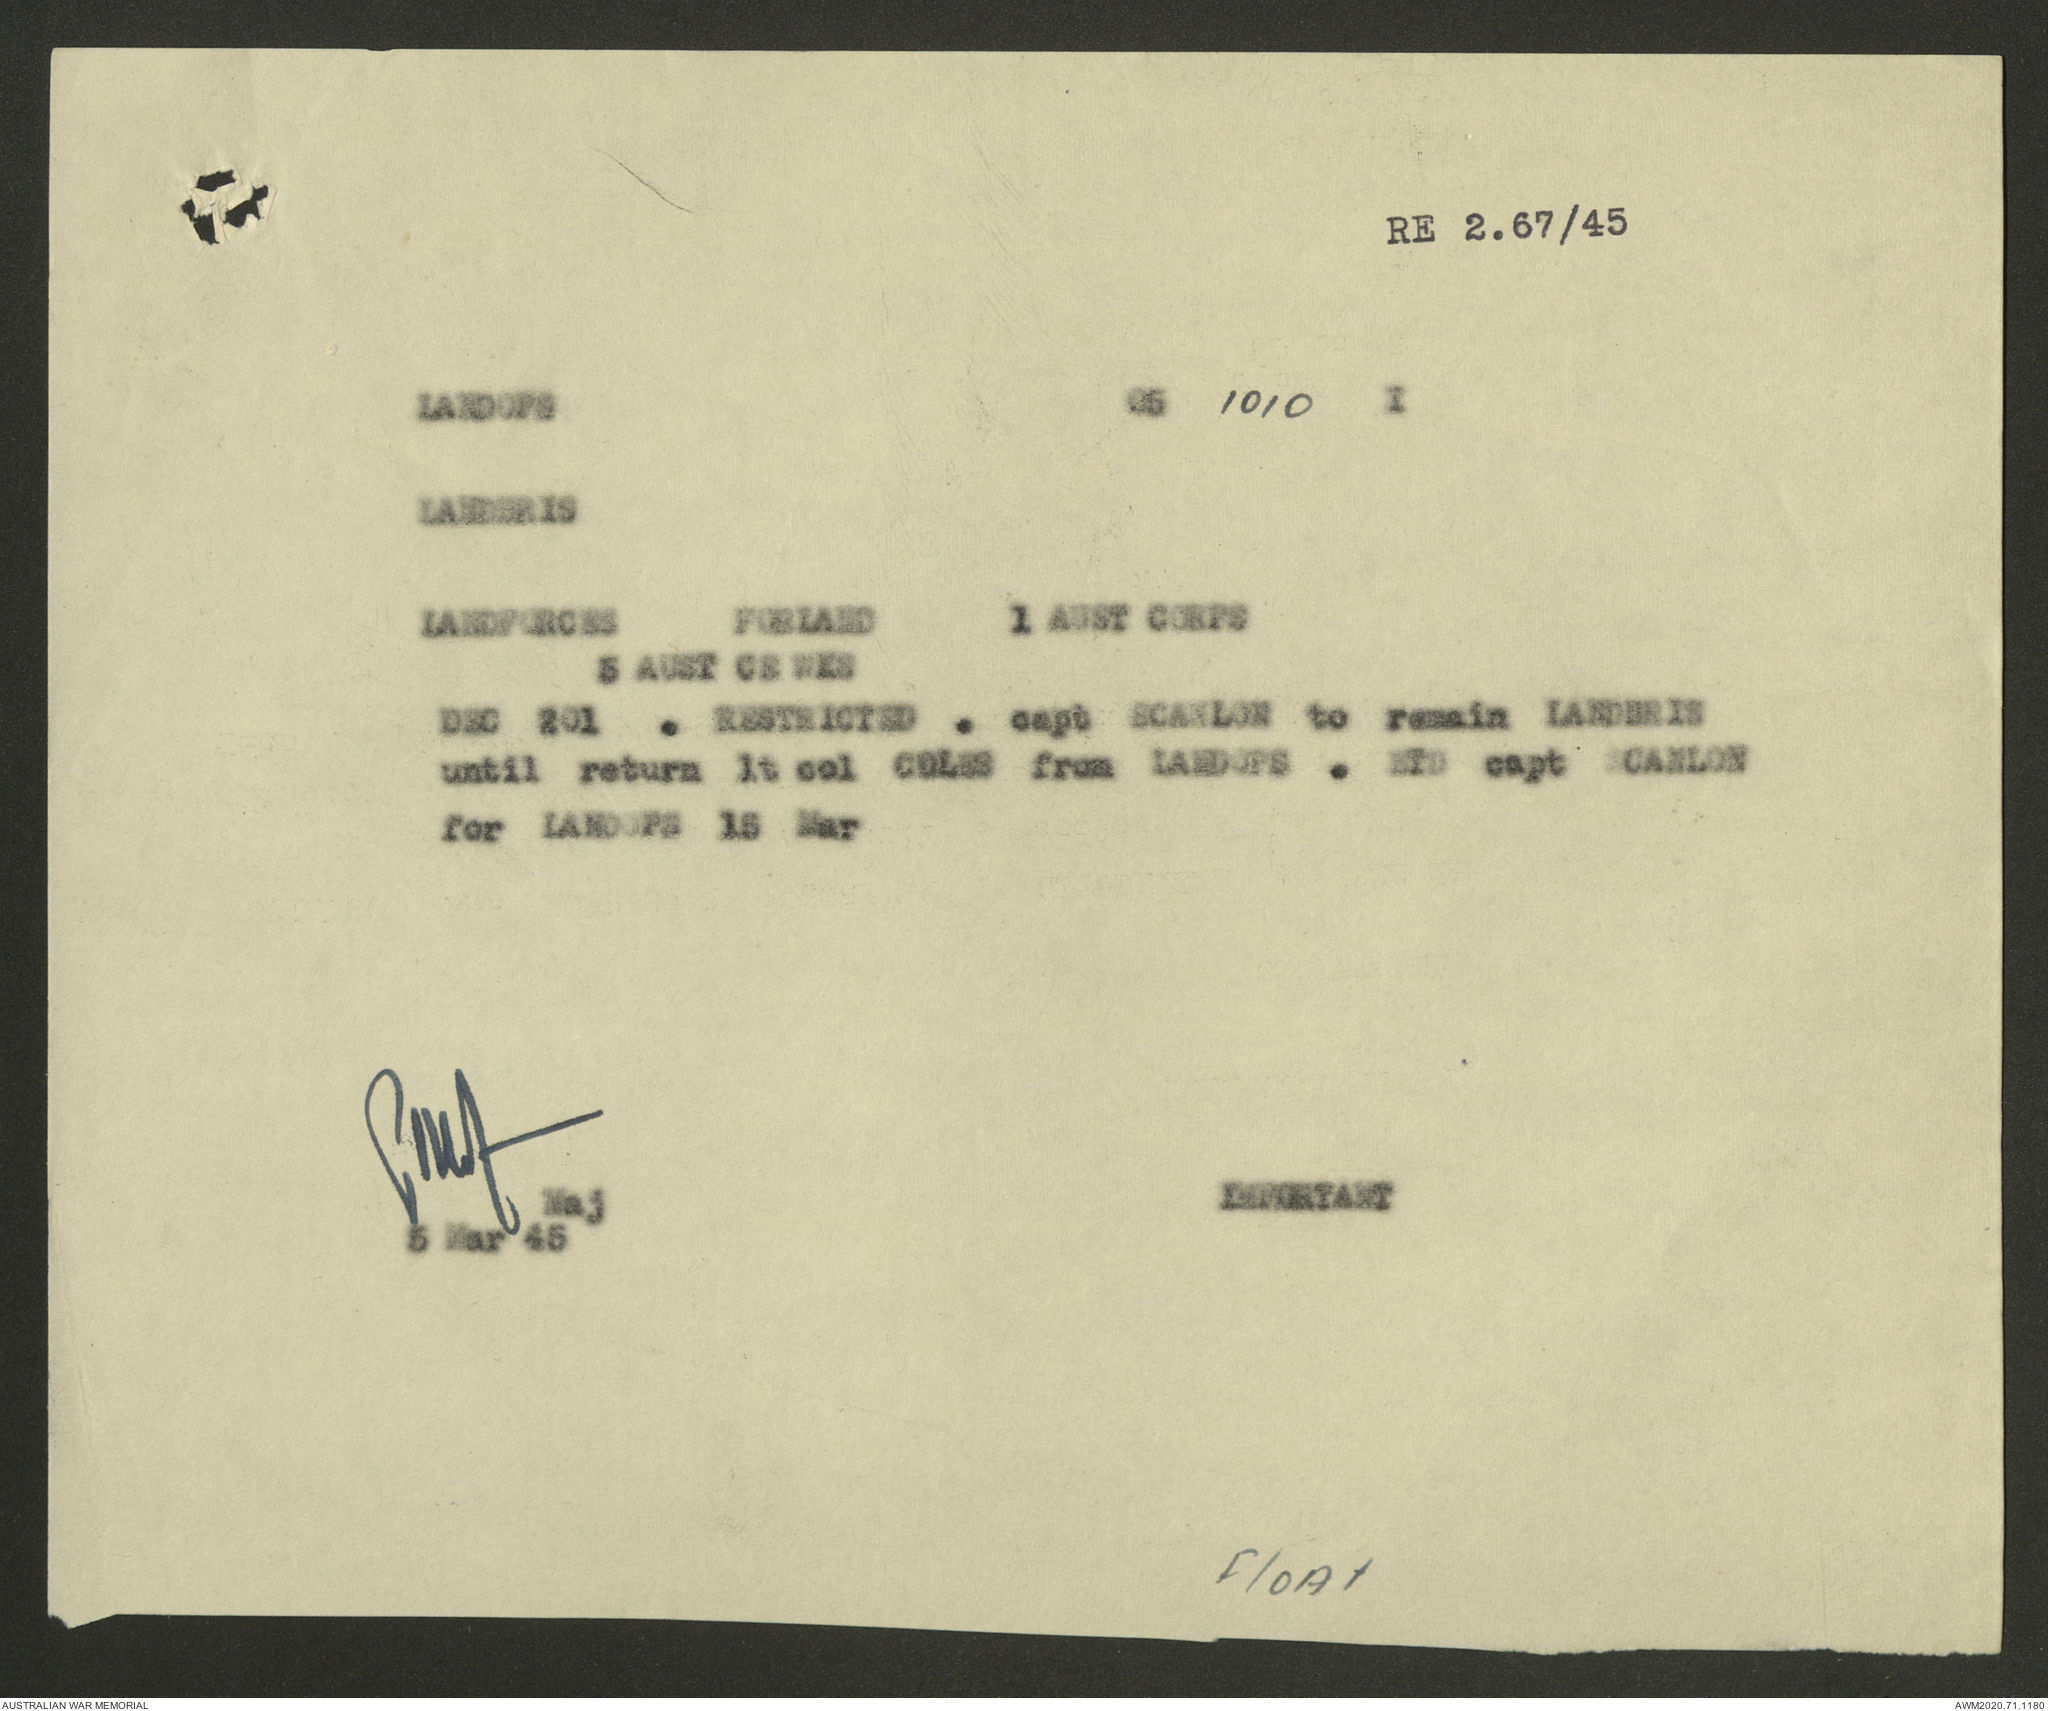 RE 2.67/45
LANDOPS 05 1010 I
LANDBRIS
LANDFORCES FORLAND 1 AUST CORPS
5 AUST CE WKS
DEC 201 . RESTRICTED . capt SCANLON to remain LANDBRIS
until return lt col COLES from LANDOPS . ETD capt SCANLON
for LANDOPS 15 Mar
Maj
5 Mar 45
IMPORTANT
AUSTRALIAN WAR MEMORIAL
AWM2020.71.1180